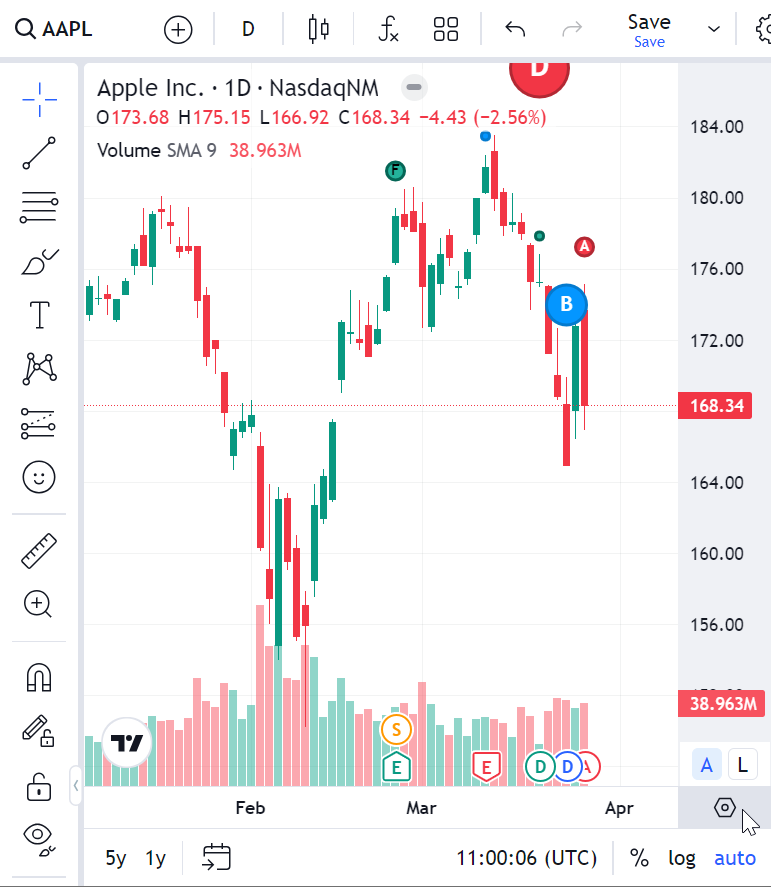 AAPL D Save
Save
D
Apple Inc. · 1D · NasdaqNM
O173.68 H175.15 L166.92 C168.34 −4.43 (−2.56%)
184.00
Volume SMA 9 38.963M
F
180.00
A
176.00
B
172.00
168.34
164.00
160.00
156.00
38.963M
S
E E D D A
A L
Feb Mar Apr
5y 1y 11:00:06 (UTC) % log auto